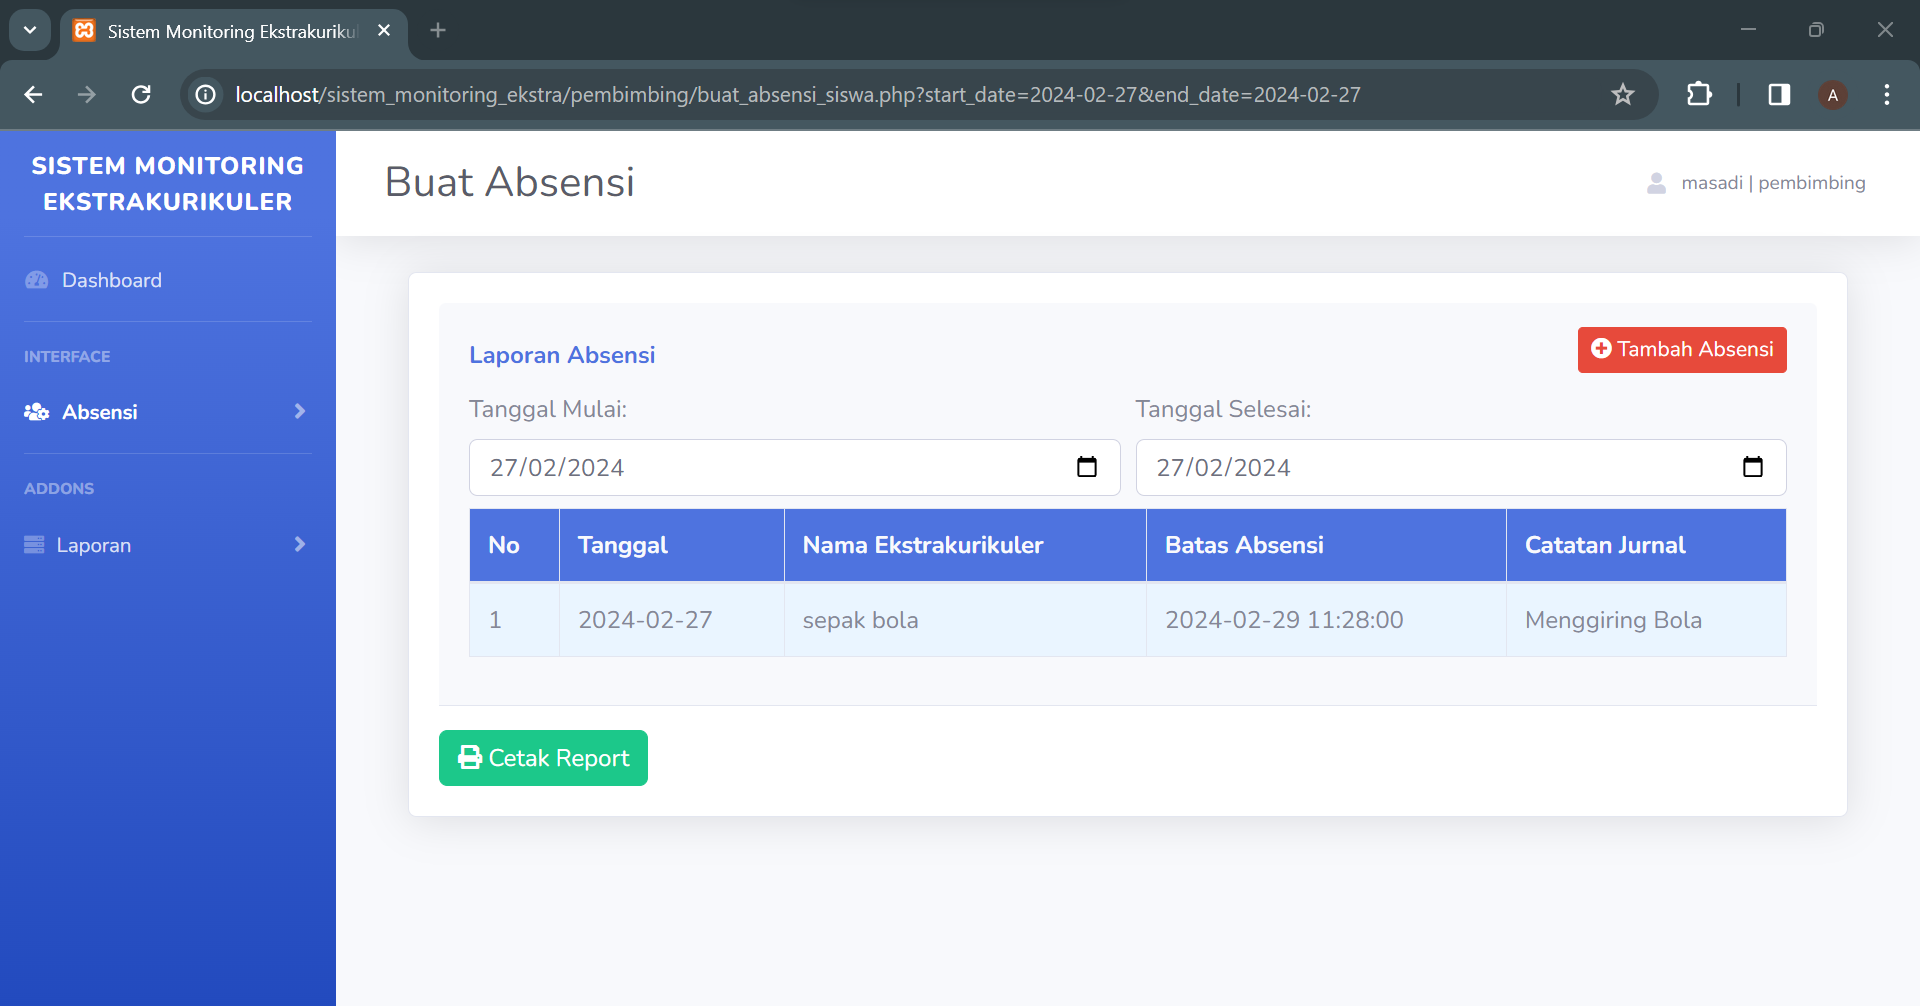 Sistem Monitoring Ekstrakuriku
localhost/sistem_monitoring_ekstra/pembimbing/buat_absensi_siswa.php?start_date=2024-02-27&end_date=2024-02-27
A
SISTEM MONITORING
EKSTRAKURIKULER
Dashboard
INTERFACE
Absensi
ADDONS
Laporan
Buat Absensi
masadi | pembimbing
Laporan Absensi
Tambah Absensi
Tanggal Mulai:
Tanggal Selesai:
27/02/2024
27/02/2024
No Tanggal Nama Ekstrakurikuler Batas Absensi Catatan Jurnal
1 2024-02-27 sepak bola 2024-02-29 11:28:00 Menggiring Bola
Cetak Report